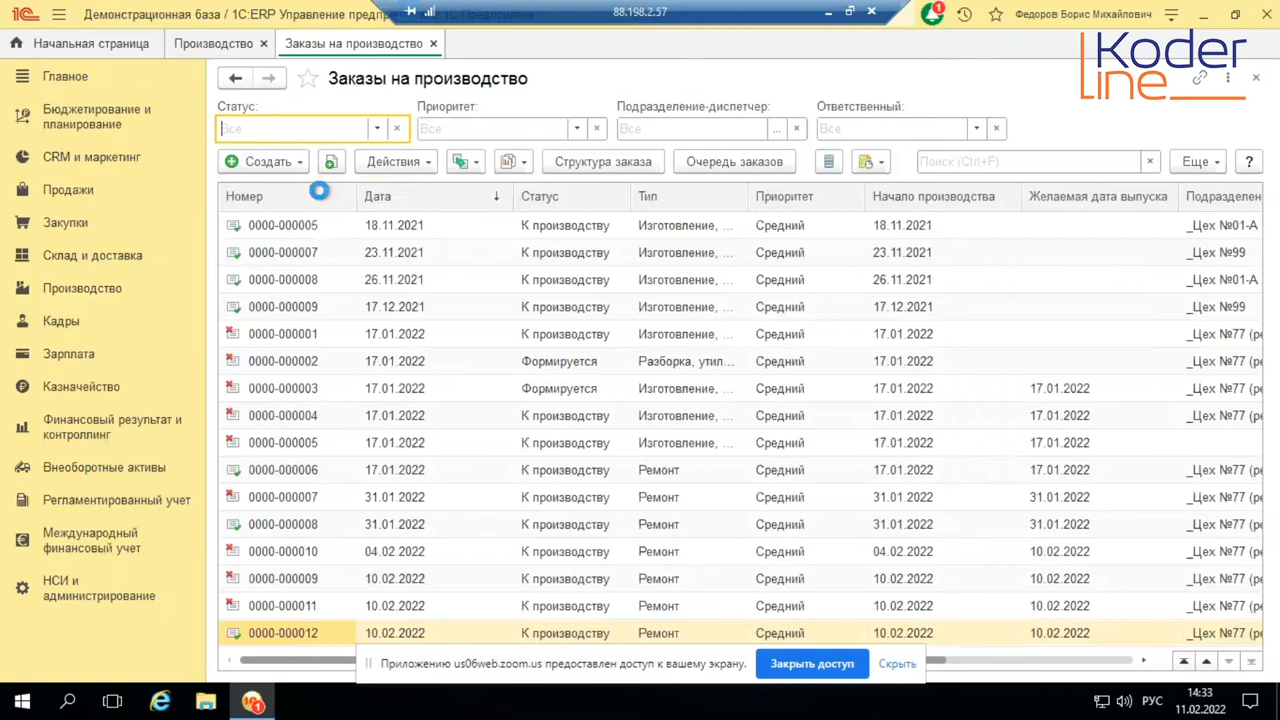 Демонстрационная база / 1С:ERP Управление предпр
1С:Предприятие
88.198.2.57
1
Федоров Борис Михайлович
Начальная страница
Производство
Заказы на производство
Koder
line
Главное
Бюджетирование и
планирование
CRM и маркетинг
Продажи
Закупки
Склад и доставка
Производство
Кадры
Зарплата
Казначейство
Финансовый результат и
контроллинг
Внеоборотные активы
Регламентированный учет
Международный
финансовый учет
НСИ и
администрирование
Заказы на производство
Статус: Приоритет: Подразделение-диспетчер: Ответственный:
Все Все Все ... Все
Создать Действия Структура заказа Очередь заказов Поиск (Ctrl+F) Еще ?
Номер Дата Статус Тип Приоритет Начало производства Желаемая дата выпуска Подразделен
0000-000005 18.11.2021 К производству Изготовление, ... Средний 18.11.2021 _Цех №01-А
0000-000007 23.11.2021 К производству Изготовление, ... Средний 23.11.2021 _Цех №99
0000-000008 26.11.2021 К производству Изготовление, ... Средний 26.11.2021 _Цех №01-А
0000-000009 17.12.2021 К производству Изготовление, ... Средний 17.12.2021 _Цех №99
0000-000001 17.01.2022 К производству Изготовление, ... Средний 17.01.2022 _Цех №77 (ре
0000-000002 17.01.2022 Формируется Разборка, утил... Средний 17.01.2022 _Цех №77 (ре
0000-000003 17.01.2022 Формируется Изготовление, ... Средний 17.01.2022 17.01.2022 _Цех №77 (ре
0000-000004 17.01.2022 К производству Изготовление, ... Средний 17.01.2022 _Цех №77 (ре
0000-000005 17.01.2022 К производству Изготовление, ... Средний 17.01.2022
0000-000006 17.01.2022 К производству Ремонт Средний 17.01.2022 _Цех №77 (ре
0000-000007 31.01.2022 К производству Ремонт Средний 31.01.2022 31.01.2022 _Цех №77 (ре
0000-000008 31.01.2022 К производству Ремонт Средний 31.01.2022 31.01.2022 _Цех №77 (ре
0000-000010 04.02.2022 К производству Ремонт Средний 04.02.2022 04.02.2022 _Цех №77 (ре
0000-000009 10.02.2022 К производству Ремонт Средний 10.02.2022 10.02.2022 _Цех №77 (ре
0000-000011 10.02.2022 К производству Ремонт Средний 10.02.2022 10.02.2022 _Цех №77 (ре
0000-000012 10.02.2022 К производству Ремонт Средний 10.02.2022 10.02.2022 _Цех №77 (ре
Приложению us06web.zoom.us предоставлен доступ к вашему экрану. Закрыть доступ Скрыть
РУС
14:33
11.02.2022